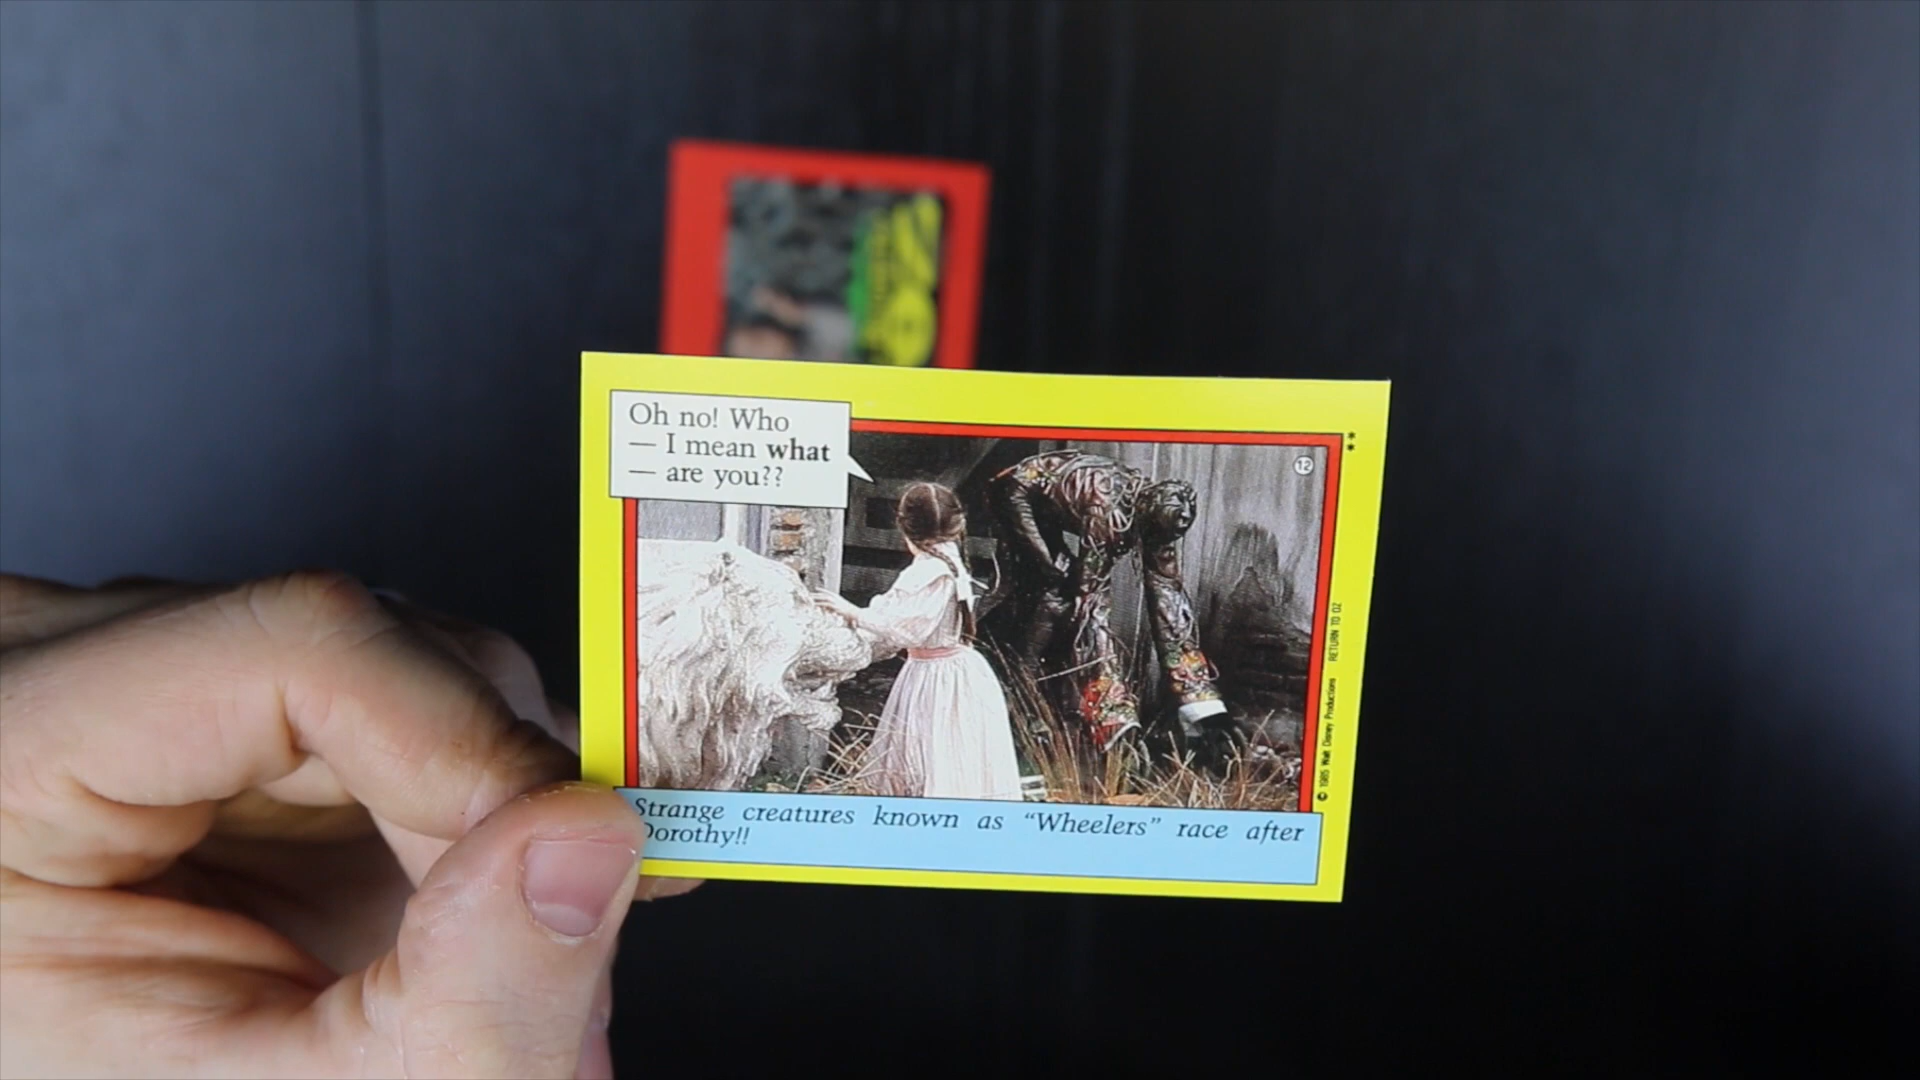 Oh no! Who
— I mean what
— are you??
12
**
© 1985 Walt Disney Productions RETURN TO OZ
Strange creatures known as “Wheelers” race after
Dorothy!!